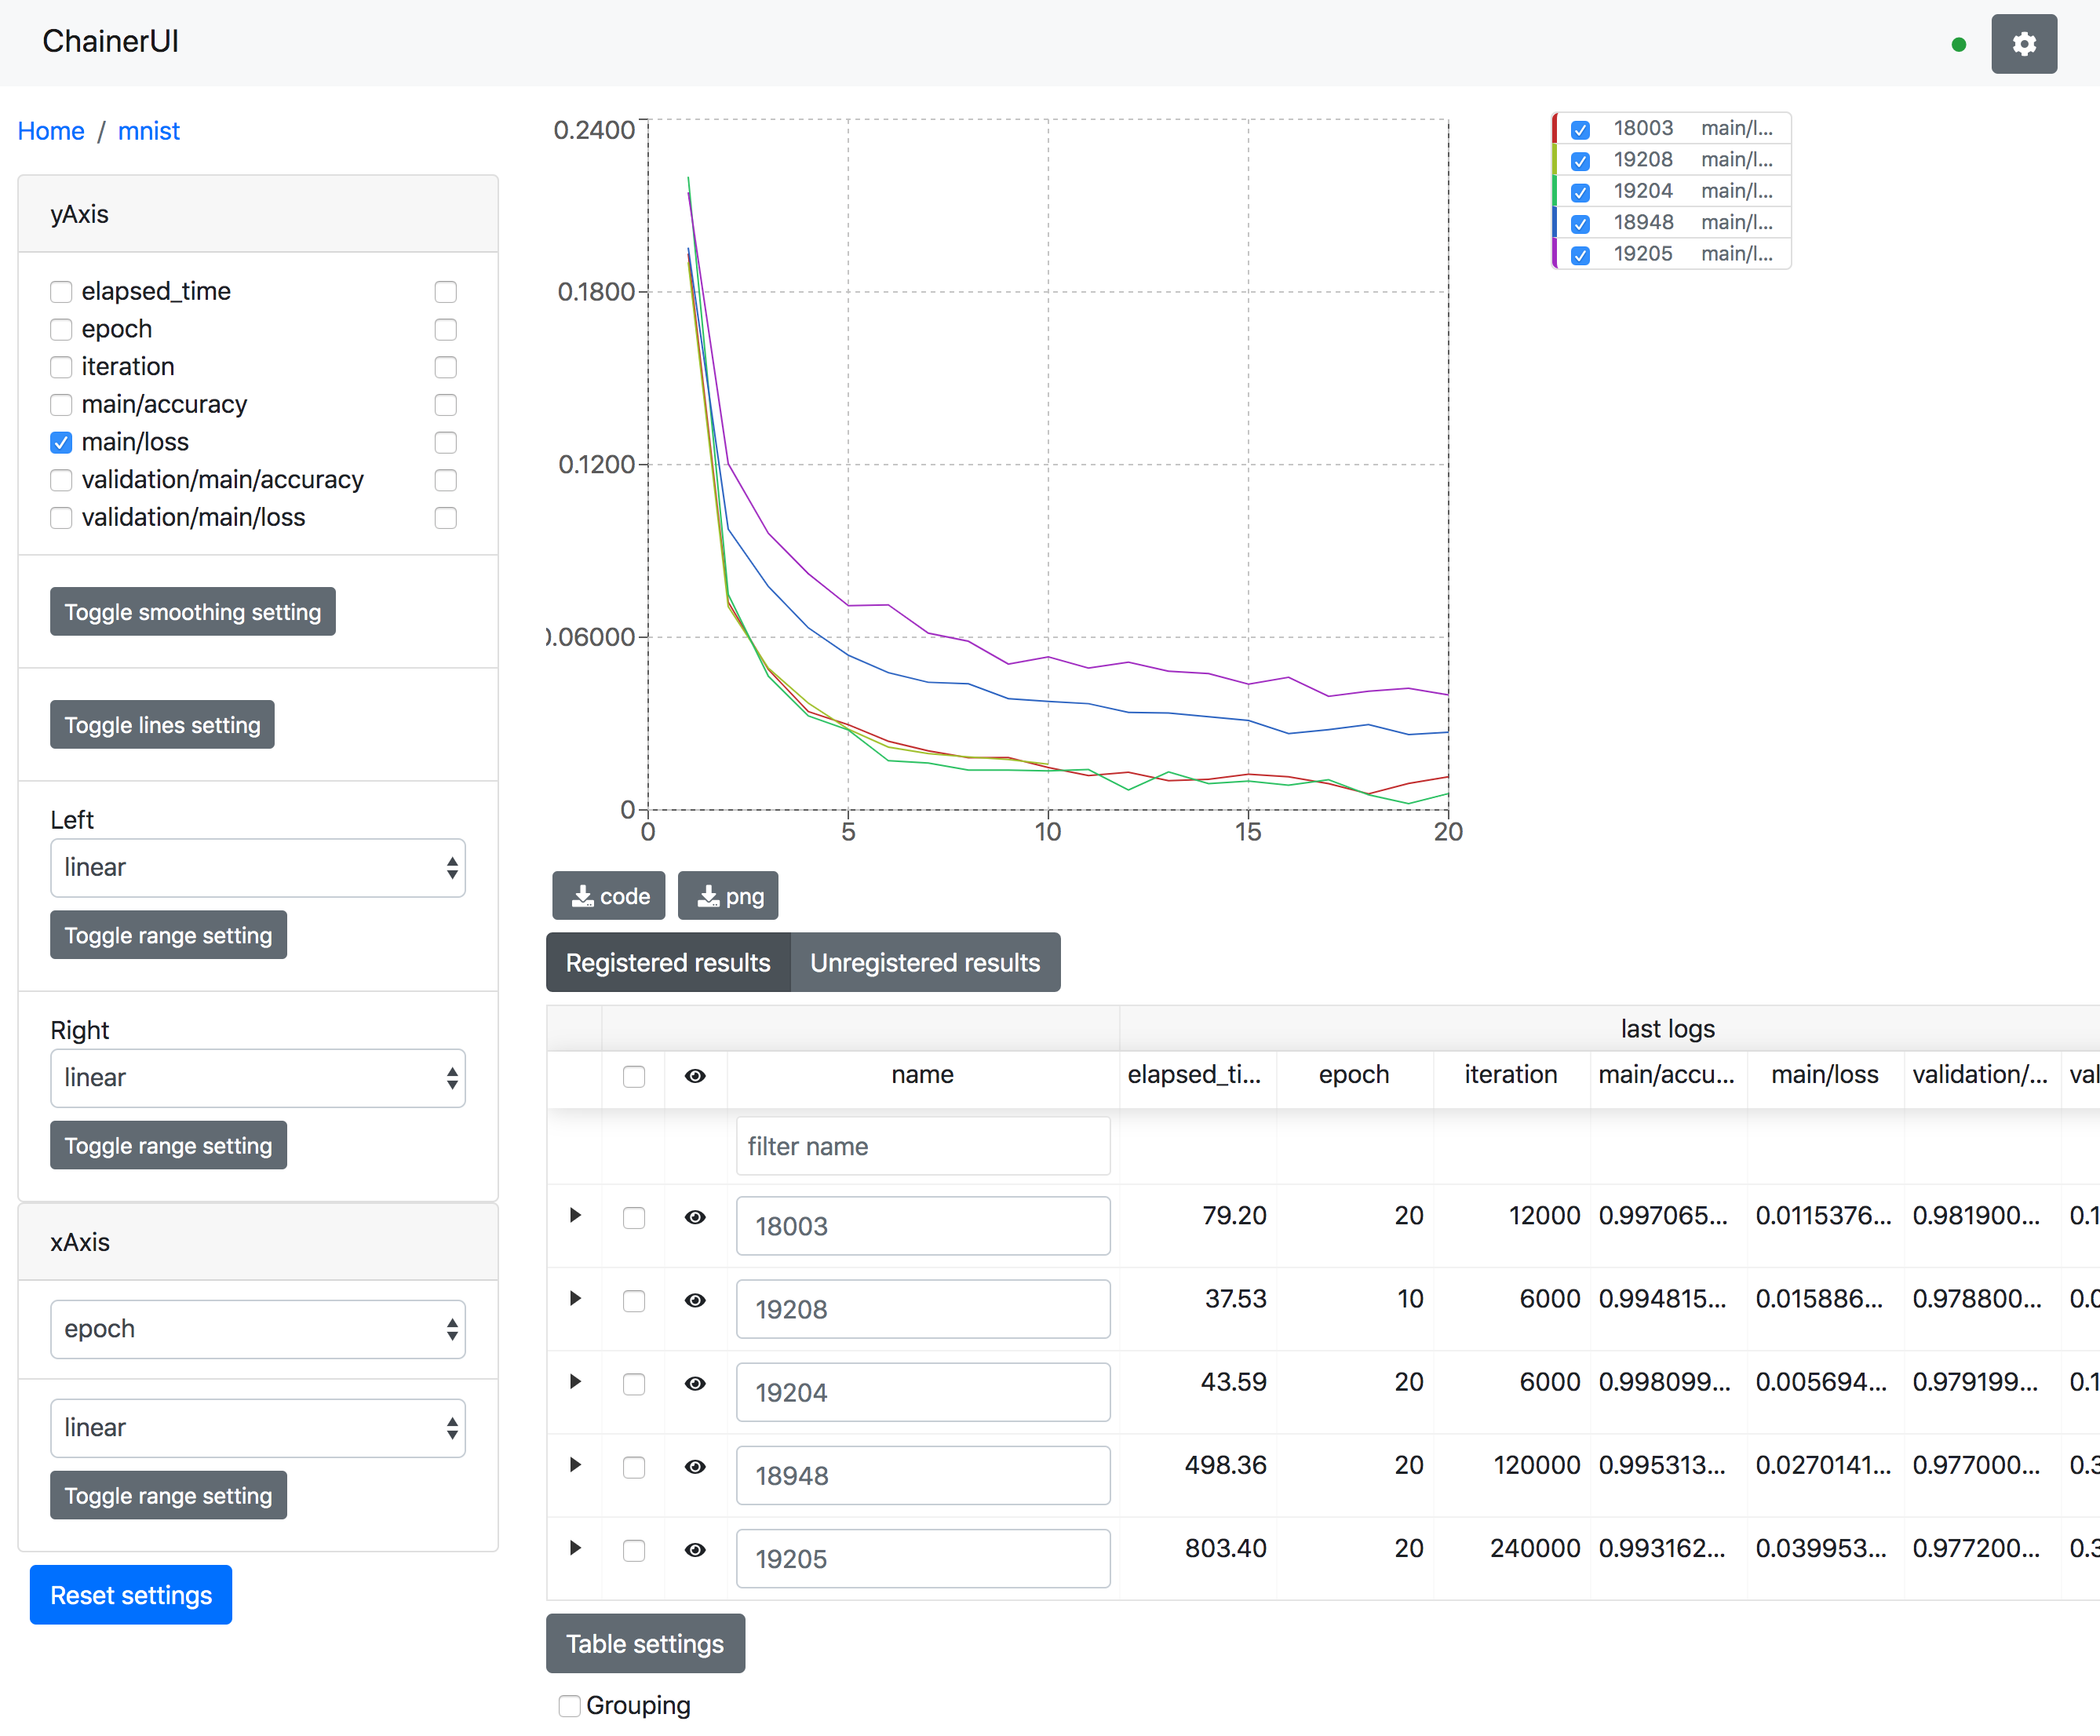 ChainerUI
Home / mnist
yAxis
elapsed_time
epoch
iteration
main/accuracy
main/loss
validation/main/accuracy
validation/main/loss
Toggle smoothing setting
Toggle lines setting
Left
linear
Toggle range setting
Right
linear
Toggle range setting
xAxis
epoch
linear
Toggle range setting
Reset settings
0.2400
0.1800
0.1200
0.06000
0
0 5 10 15 20
18003 main/l...
19208 main/l...
19204 main/l...
18948 main/l...
19205 main/l...
code png
Registered results Unregistered results
last logs
name elapsed_ti... epoch iteration main/accu... main/loss validation/... val
filter name
18003 79.20 20 12000 0.997065... 0.0115376... 0.981900... 0.1
19208 37.53 10 6000 0.994815... 0.015886... 0.978800... 0.0
19204 43.59 20 6000 0.998099... 0.005694... 0.979199... 0.1
18948 498.36 20 120000 0.995313... 0.0270141... 0.977000... 0.3
19205 803.40 20 240000 0.993162... 0.039953... 0.977200... 0.3
Table settings
Grouping